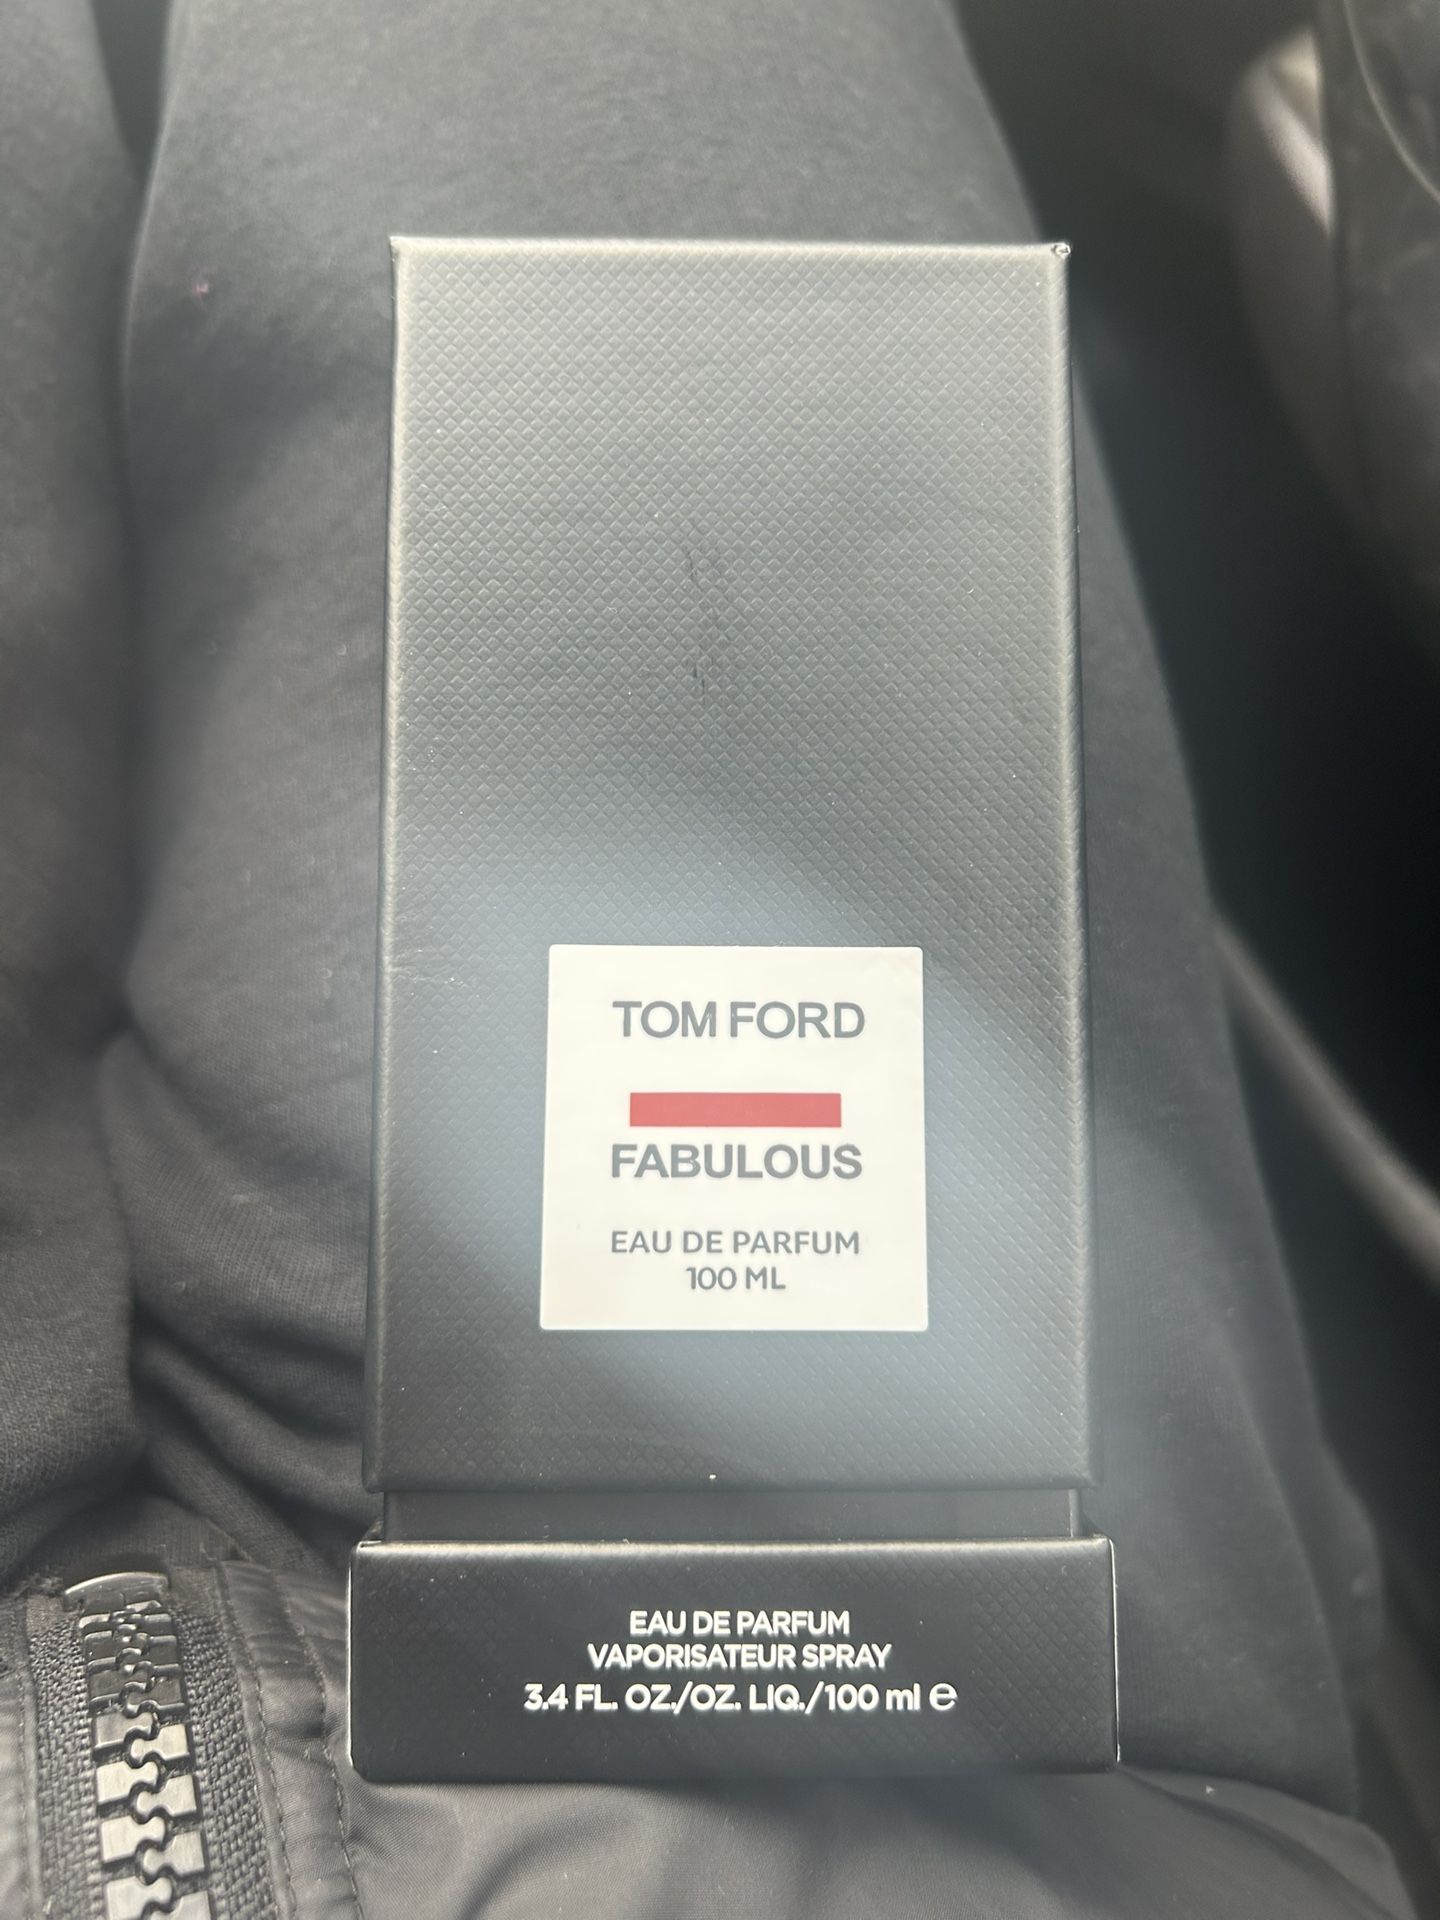 TOM FORD
FABULOUS
EAU DE PARFUM
100 ML
EAU DE PARFUM
VAPORISATEUR SPRAY
3.4 FL. OZ./OZ. LIQ./100 ml ℮